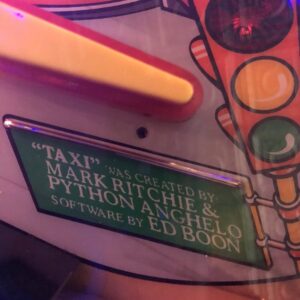 "TAXI" WAS CREATED BY
MARK RITCHIE &
PYTHON ANGHELO
SOFTWARE BY ED BOON